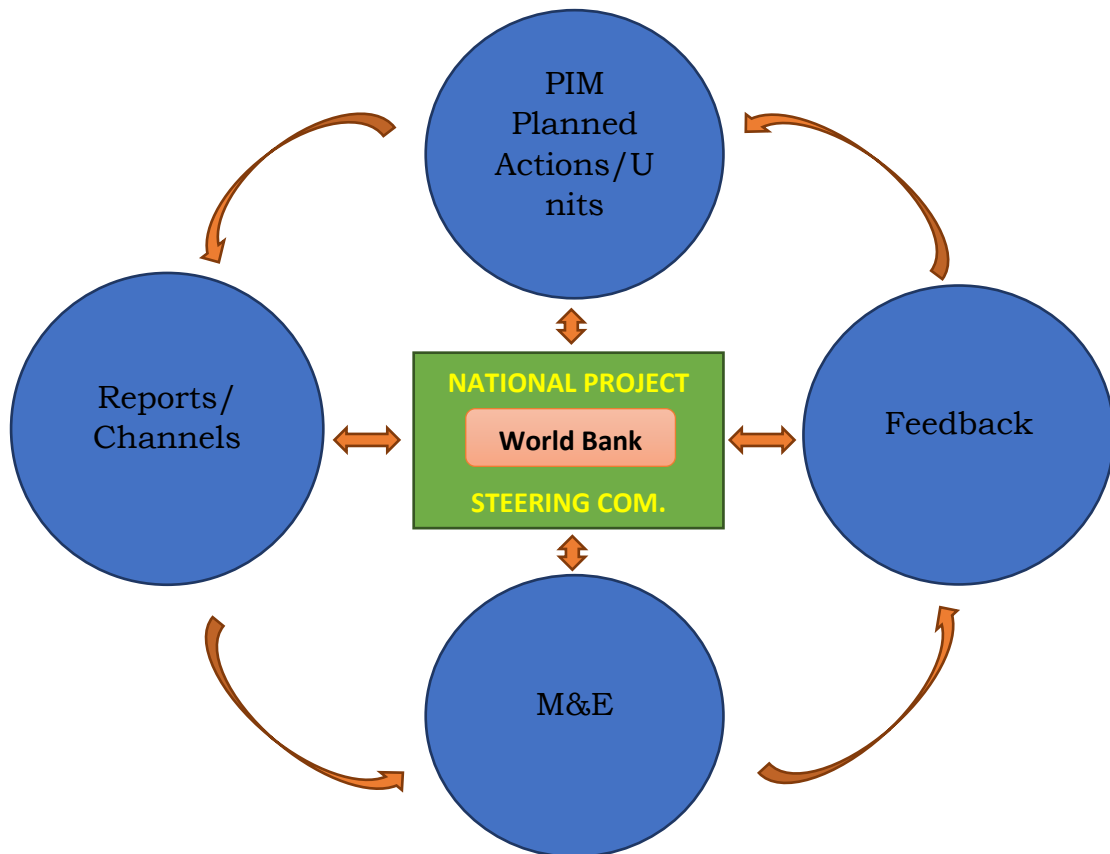 PIM
Planned
Actions/U
nits
Reports/
Channels
NATIONAL PROJECT
World Bank
STEERING COM.
Feedback
M&E